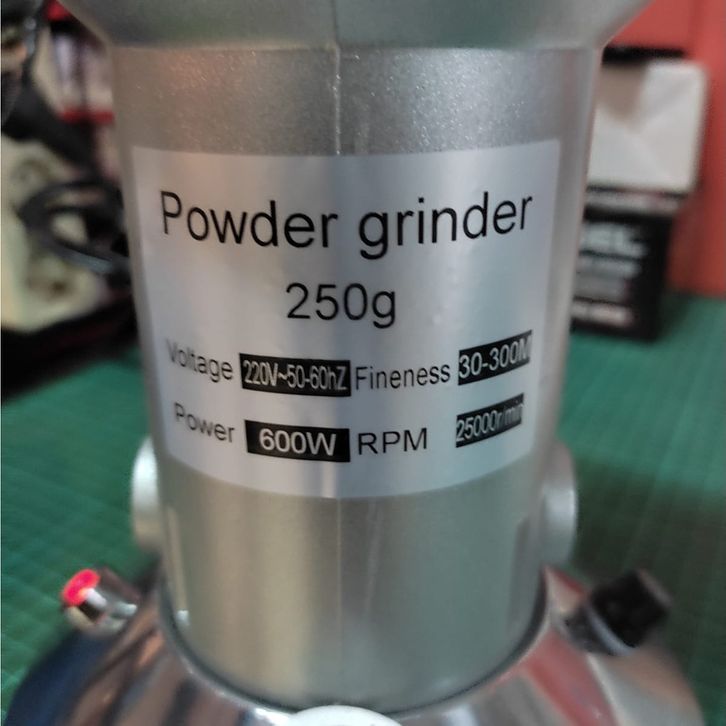 Powder grinder
250g
Voltage 220V~50-60hZ Fineness 30-300M
Power 600W RPM 25000r/min